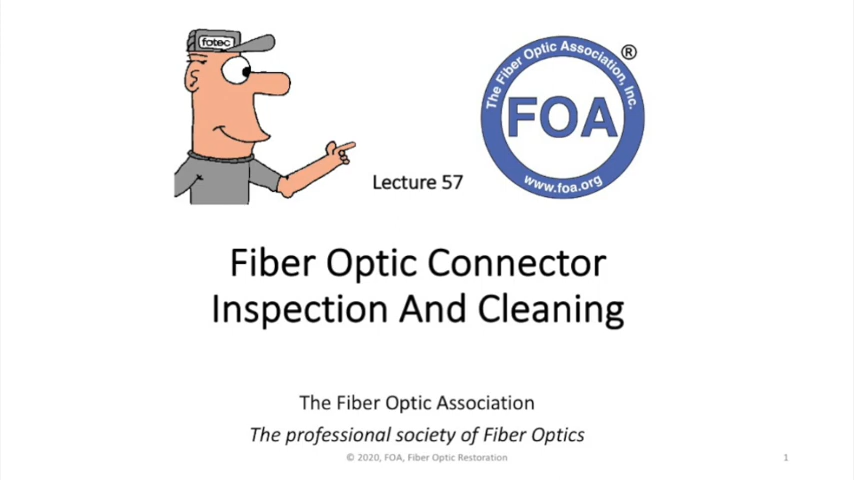 fotec
The Fiber Optic Association, Inc.
®
FOA
www.foa.org
Lecture 57
Fiber Optic Connector
Inspection And Cleaning
The Fiber Optic Association
The professional society of Fiber Optics
© 2020, FOA, Fiber Optic Restoration
1